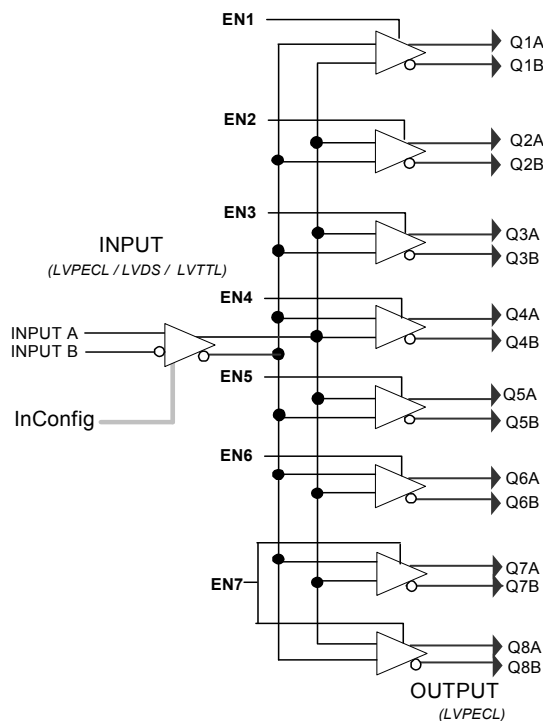 EN1
Q1A
Q1B
EN2
Q2A
Q2B
EN3
Q3A
Q3B
INPUT
(LVPECL / LVDS / LVTTL)
EN4
Q4A
Q4B
INPUT A
INPUT B
EN5
Q5A
Q5B
InConfig
EN6
Q6A
Q6B
EN7
Q7A
Q7B
Q8A
Q8B
OUTPUT
(LVPECL)